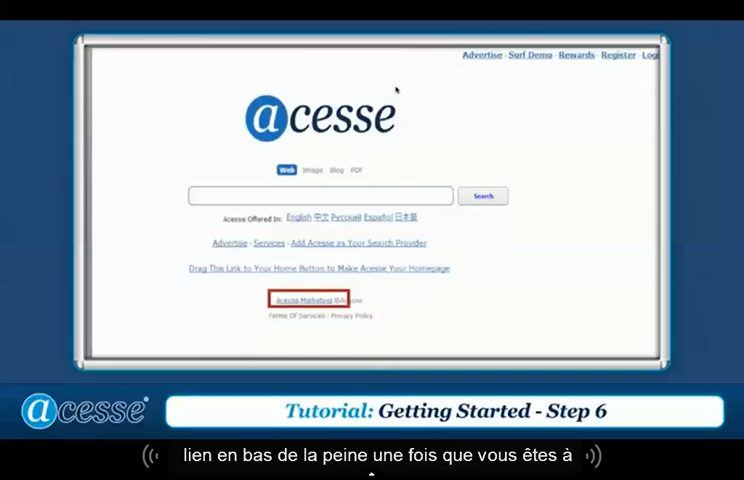 Advertise - Surf Demo - Rewards - Register - Log
acesse
Web Image Blog PDF
Search
Acesse Offered In: English 中文 Русский Español 日本語
Advertise - Services - Add Acesse as Your Search Provider
Drag This Link to Your Home Button to Make Acesse Your Homepage
Acesse Marketing
Terms Of Services - Privacy Policy
acesse
Tutorial: Getting Started - Step 6
lien en bas de la peine une fois que vous êtes à